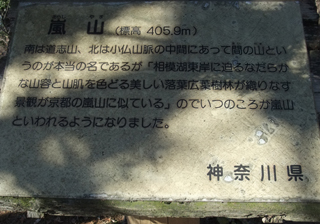 嵐山 (標高 405.9m)
南は道志山、北は小仏山脈の中間にあって間の山とい
うのが本当の名であるが「相模湖東岸に迫るなだらか
な山容と山肌を色どる美しい落葉広葉樹林が織りなす
景観が京都の嵐山に似ている」のでいつのころか嵐山
といわれるようになりました。
神奈川県